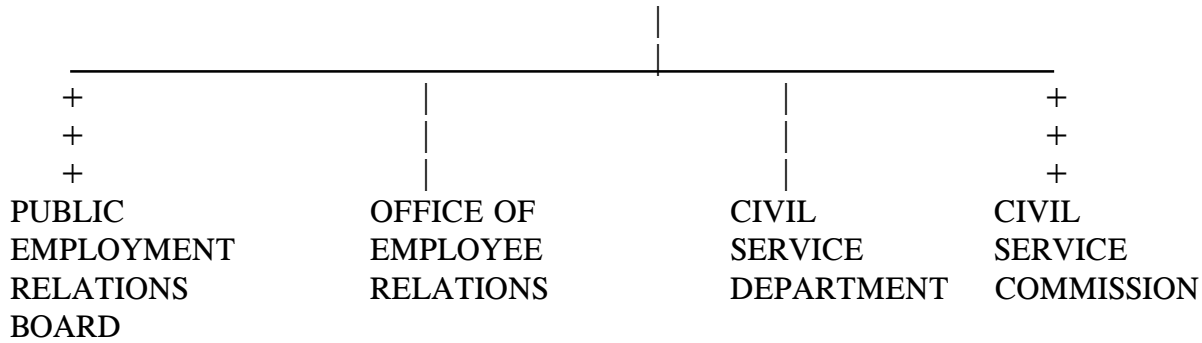 PUBLIC
EMPLOYMENT
RELATIONS
BOARD
OFFICE OF
EMPLOYEE
RELATIONS
CIVIL
SERVICE
DEPARTMENT
CIVIL
SERVICE
COMMISSION